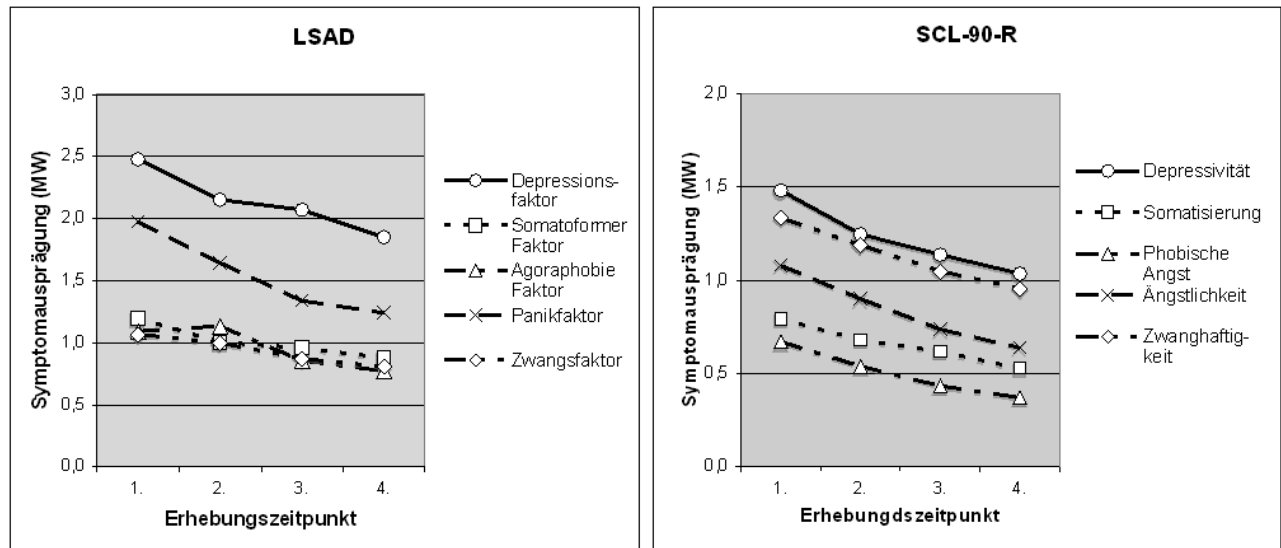 LSAD
Symptomausprägung (MW)
3,0
2,5
2,0
1,5
1,0
0,5
0,0
1. 2. 3. 4.
Erhebungszeitpunkt
Depressions-
faktor
Somatoformer
Faktor
Agoraphobie
Faktor
Panikfaktor
Zwangsfaktor
SCL-90-R
Symptomausprägung (MW)
2,0
1,5
1,0
0,5
0,0
1. 2. 3. 4.
Erhebungdszeitpunkt
Depressivität
Somatisierung
Phobische
Angst
Ängstlichkeit
Zwanghaftig-
keit